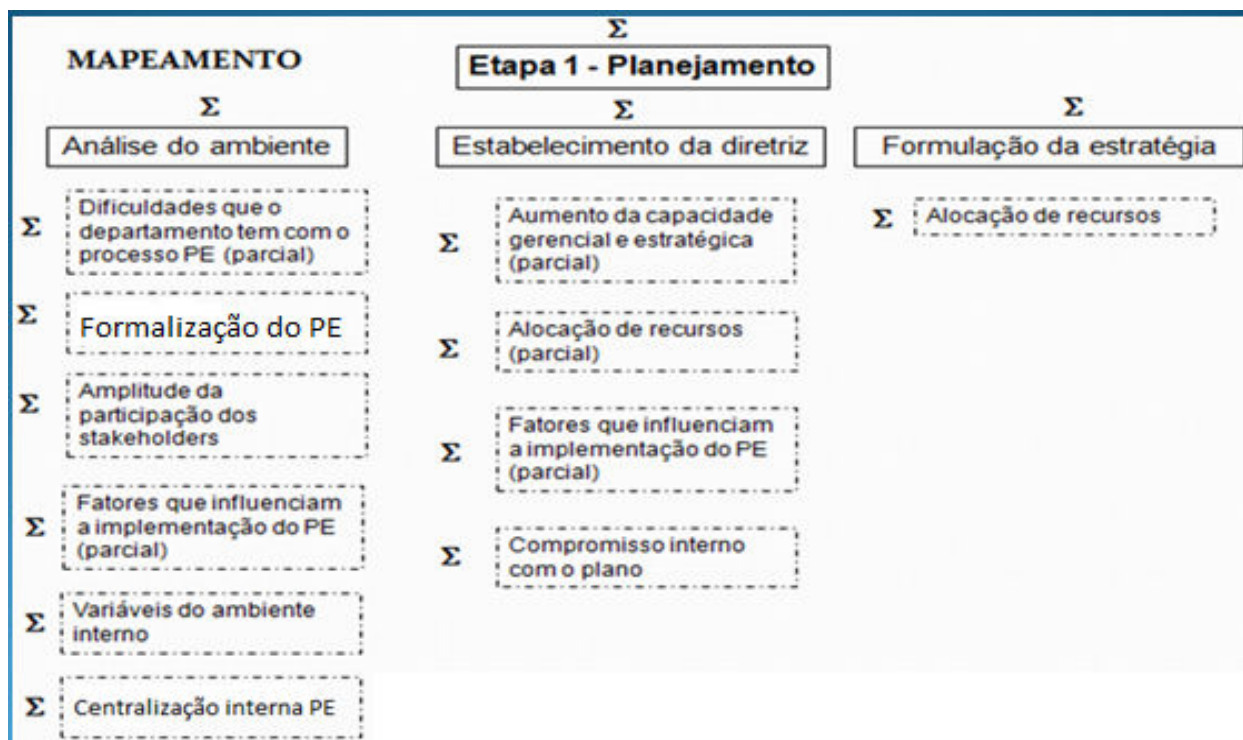 Σ
MAPEAMENTO
Etapa 1 - Planejamento
Σ
Análise do ambiente
Σ
Dificuldades que o
departamento tem com o
processo PE (parcial)
Σ
Formalização do PE
Σ
Amplitude da
participação dos
stakeholders
Σ
Fatores que influenciam
a implementação do PE
(parcial)
Σ
Variáveis do ambiente
interno
Σ
Centralização interna PE
Σ
Estabelecimento da diretriz
Σ
Aumento da capacidade
gerencial e estratégica
(parcial)
Σ
Alocação de recursos
(parcial)
Σ
Fatores que influenciam
a implementação do PE
(parcial)
Σ
Compromisso interno
com o plano
Σ
Formulação da estratégia
Σ
Alocação de recursos